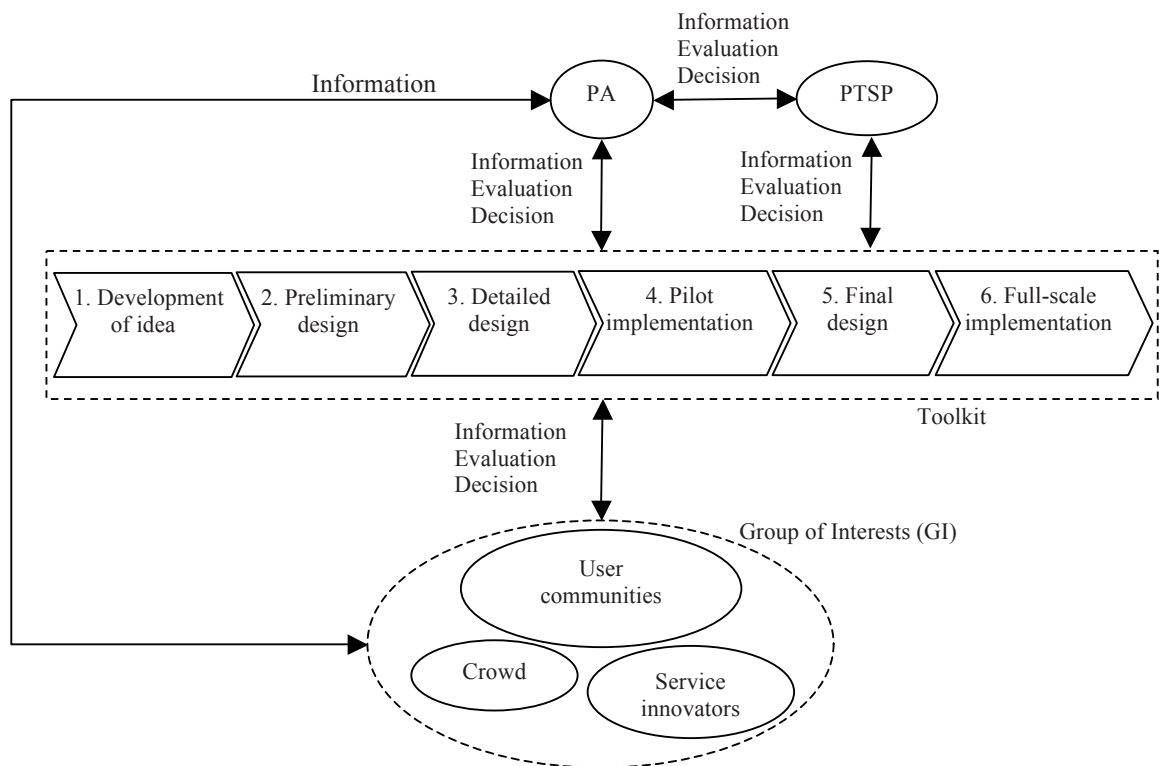 Information
Evaluation
Decision
Information
PA
PTSP
Information
Evaluation
Decision
Information
Evaluation
Decision
1. Development
of idea
2. Preliminary
design
3. Detailed
design
4. Pilot
implementation
5. Final
design
6. Full-scale
implementation
Toolkit
Information
Evaluation
Decision
Group of Interests (GI)
User
communities
Crowd
Service
innovators